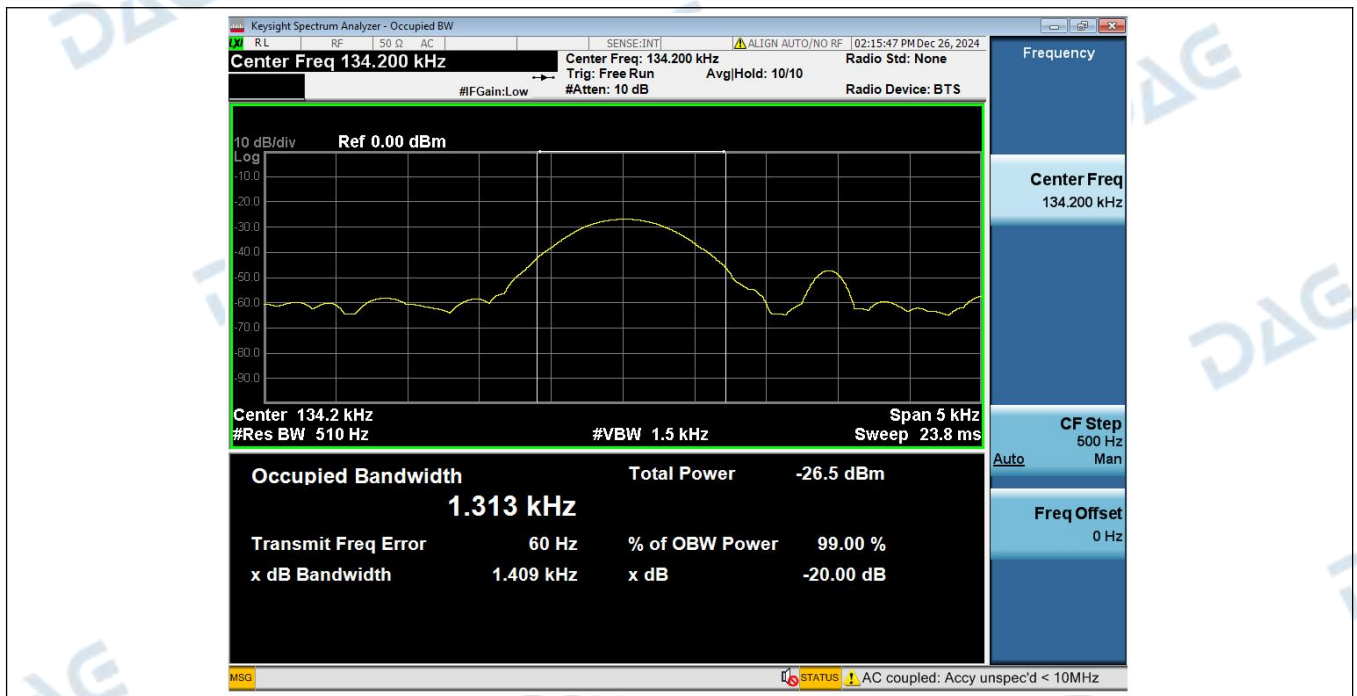 DAE
Keysight Spectrum Analyzer - Occupied BW
LXI RL RF 50 Ω AC SENSE:INT ALIGN AUTO/NO RF 02:15:47 PM Dec 26, 2024
Center Freq 134.200 kHz
Center Freq: 134.200 kHz Radio Std: None
Trig: Free Run Avg|Hold: 10/10
#IFGain:Low #Atten: 10 dB Radio Device: BTS
Frequency
DAE
10 dB/div Ref 0.00 dBm
Log
-10.0
-20.0
-30.0
-40.0
-50.0
-60.0
-70.0
-80.0
-90.0
Center Freq
134.200 kHz
DAE
Center 134.2 kHz Span 5 kHz
#Res BW 510 Hz #VBW 1.5 kHz Sweep 23.8 ms
CF Step
500 Hz
Auto Man
Occupied Bandwidth Total Power -26.5 dBm
1.313 kHz
Transmit Freq Error 60 Hz % of OBW Power 99.00 %
x dB Bandwidth 1.409 kHz x dB -20.00 dB
Freq Offset
0 Hz
MSG STATUS AC coupled: Accy unspec'd < 10MHz